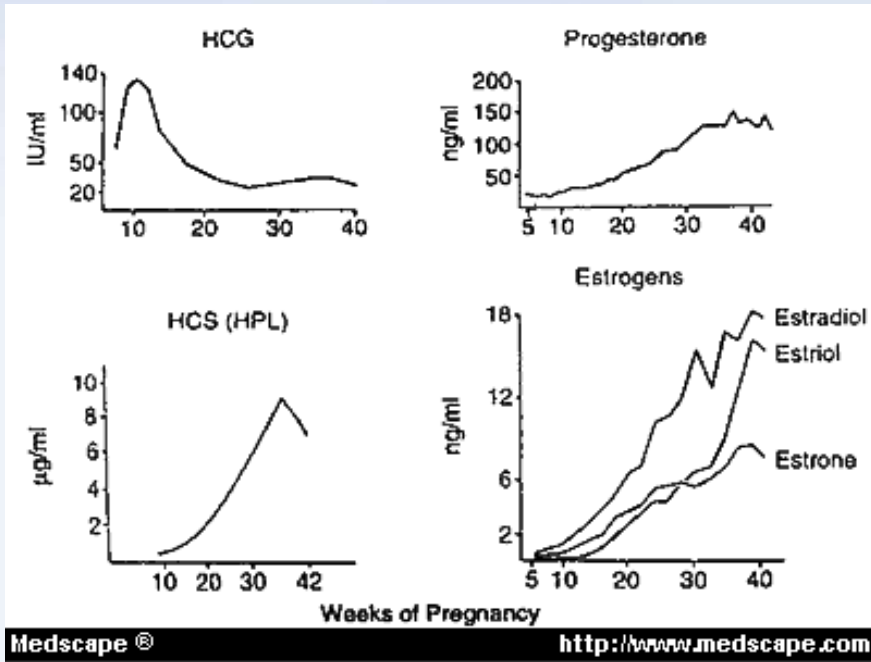 HCG
140
100
50
20
IU/ml
10 20 30 40
Progesterone
200
150
100
50
ng/ml
5 10 20 30 40
HCS (HPL)
10
8
6
4
2
µg/ml
10 20 30 42
Estrogens
18
12
6
2
ng/ml
Estradiol
Estriol
Estrone
5 10 20 30 40
Weeks of Pregnancy
Medscape ® http://www.medscape.com